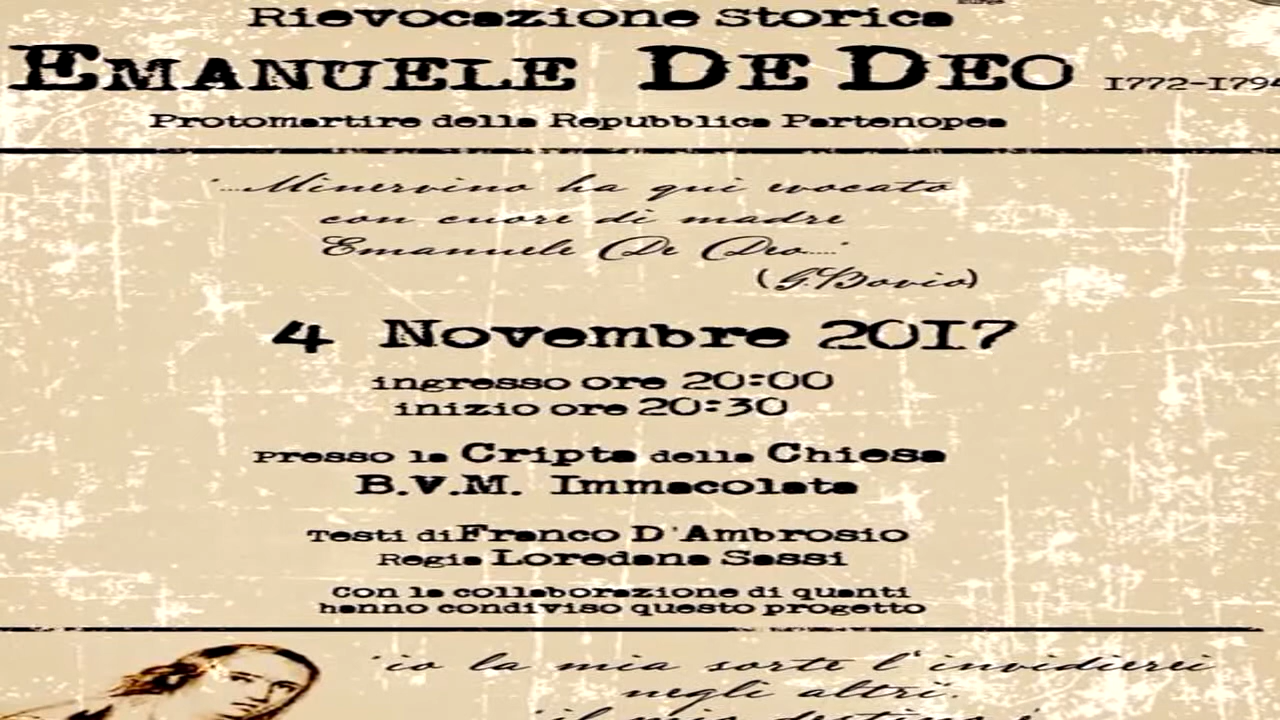 Rievocazione Storica
EMANUELE DE DEO 1772-1794
Protomartire della Repubblica Partenopea
"...Minervino ha qui evocato
con cuore di madre
Emanuele De Deo...."
(G.Bovio)
4 Novembre 2017
ingresso ore 20:00
inizio ore 20:30
Presso la Cripta della Chiesa
B.V.M. Immacolata
Testi di Franco D'Ambrosio
Regia Loredana Sassi
Con la collaborazione di quanti
hanno condiviso questo progetto
"io la mia sorte l'invidierei
negli altri".
"il mio destino è